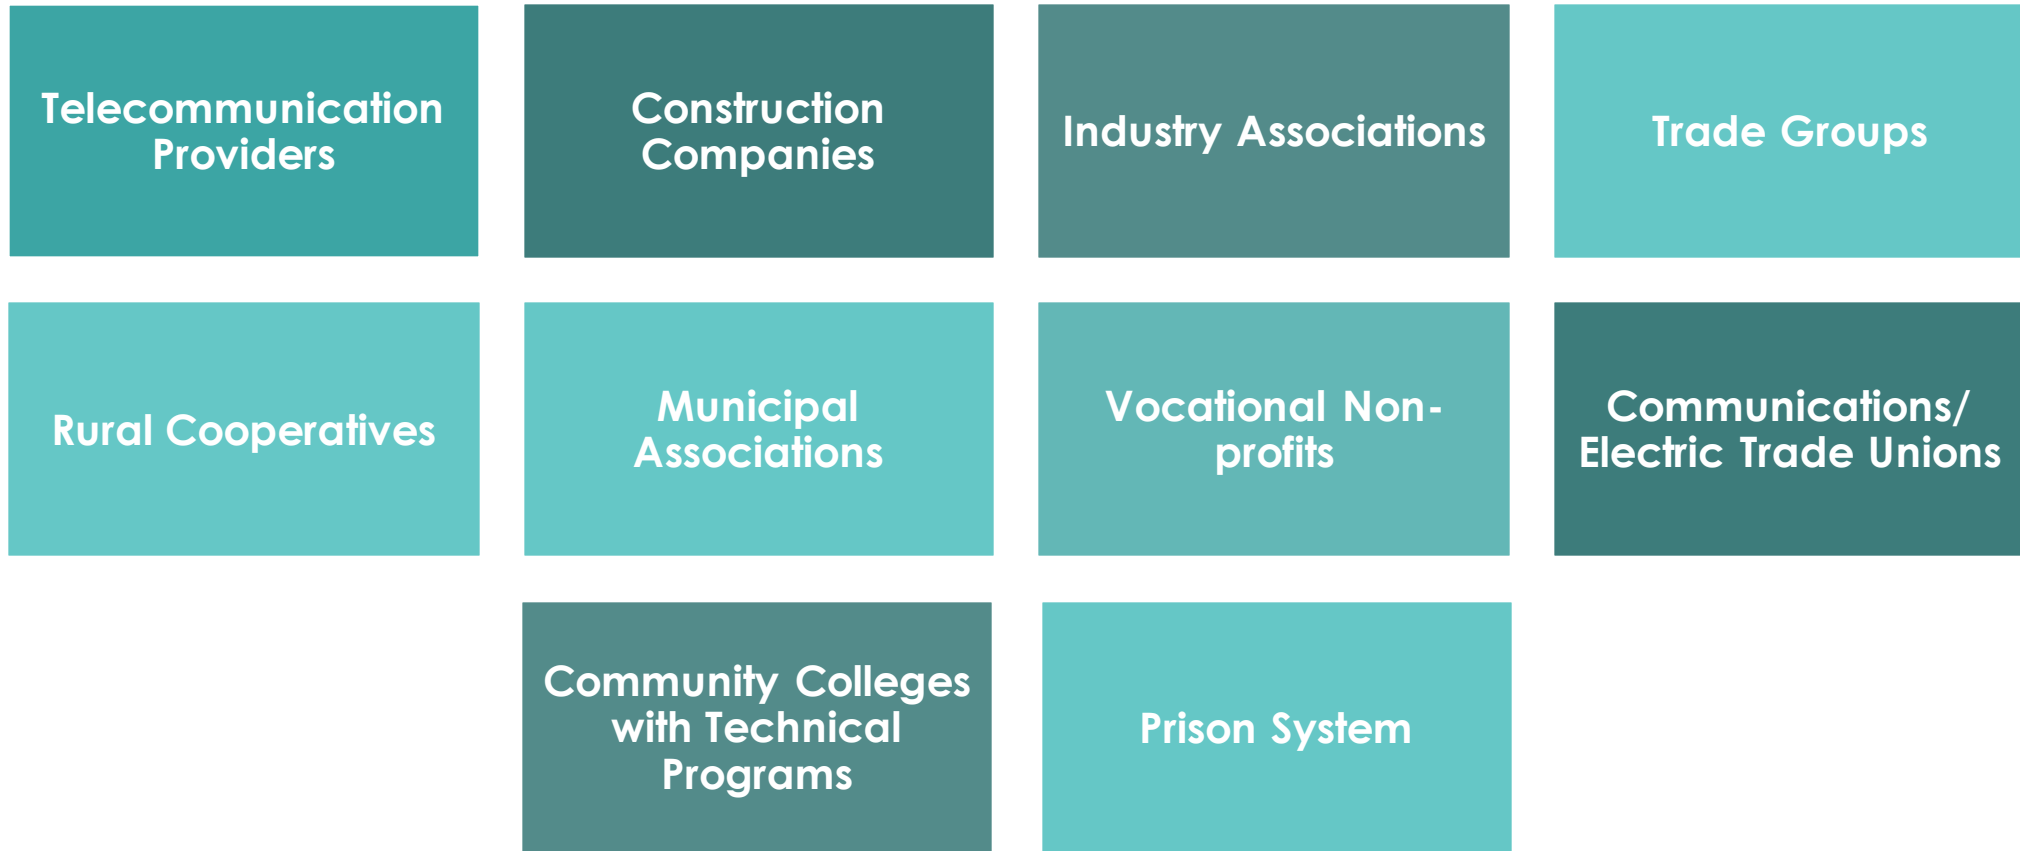 Telecommunication
Providers
Construction
Companies
Industry Associations
Trade Groups
Rural Cooperatives
Municipal
Associations
Vocational Non-
profits
Communications/
Electric Trade Unions
Community Colleges
with Technical
Programs
Prison System